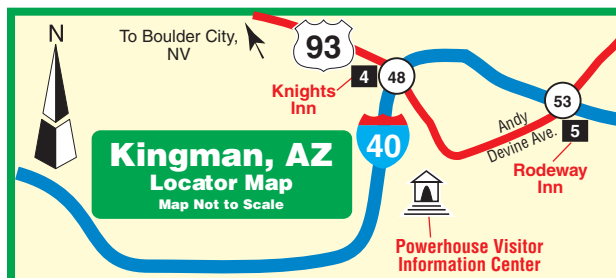 N
To Boulder City,
NV
93
4
Knights
Inn
48
53
5
Rodeway
Inn
Andy
Devine Ave.
40
Kingman, AZ
Locator Map
Map Not to Scale
Powerhouse Visitor
Information Center